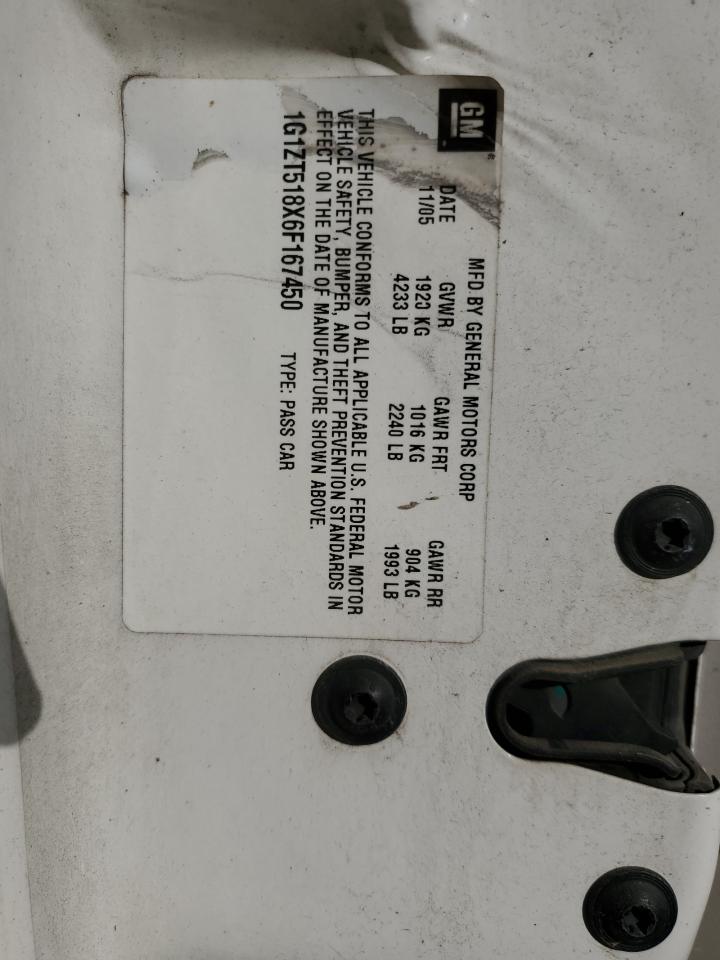 GM
MFD BY GENERAL MOTORS CORP
DATE GVWR GAWR FRT GAWR RR
11/05 1920 KG 1016 KG 904 KG
4233 LB 2240 LB 1993 LB
THIS VEHICLE CONFORMS TO ALL APPLICABLE U.S. FEDERAL MOTOR
VEHICLE SAFETY, BUMPER, AND THEFT PREVENTION STANDARDS IN
EFFECT ON THE DATE OF MANUFACTURE SHOWN ABOVE.
1G1ZT518X6F167450 TYPE: PASS CAR